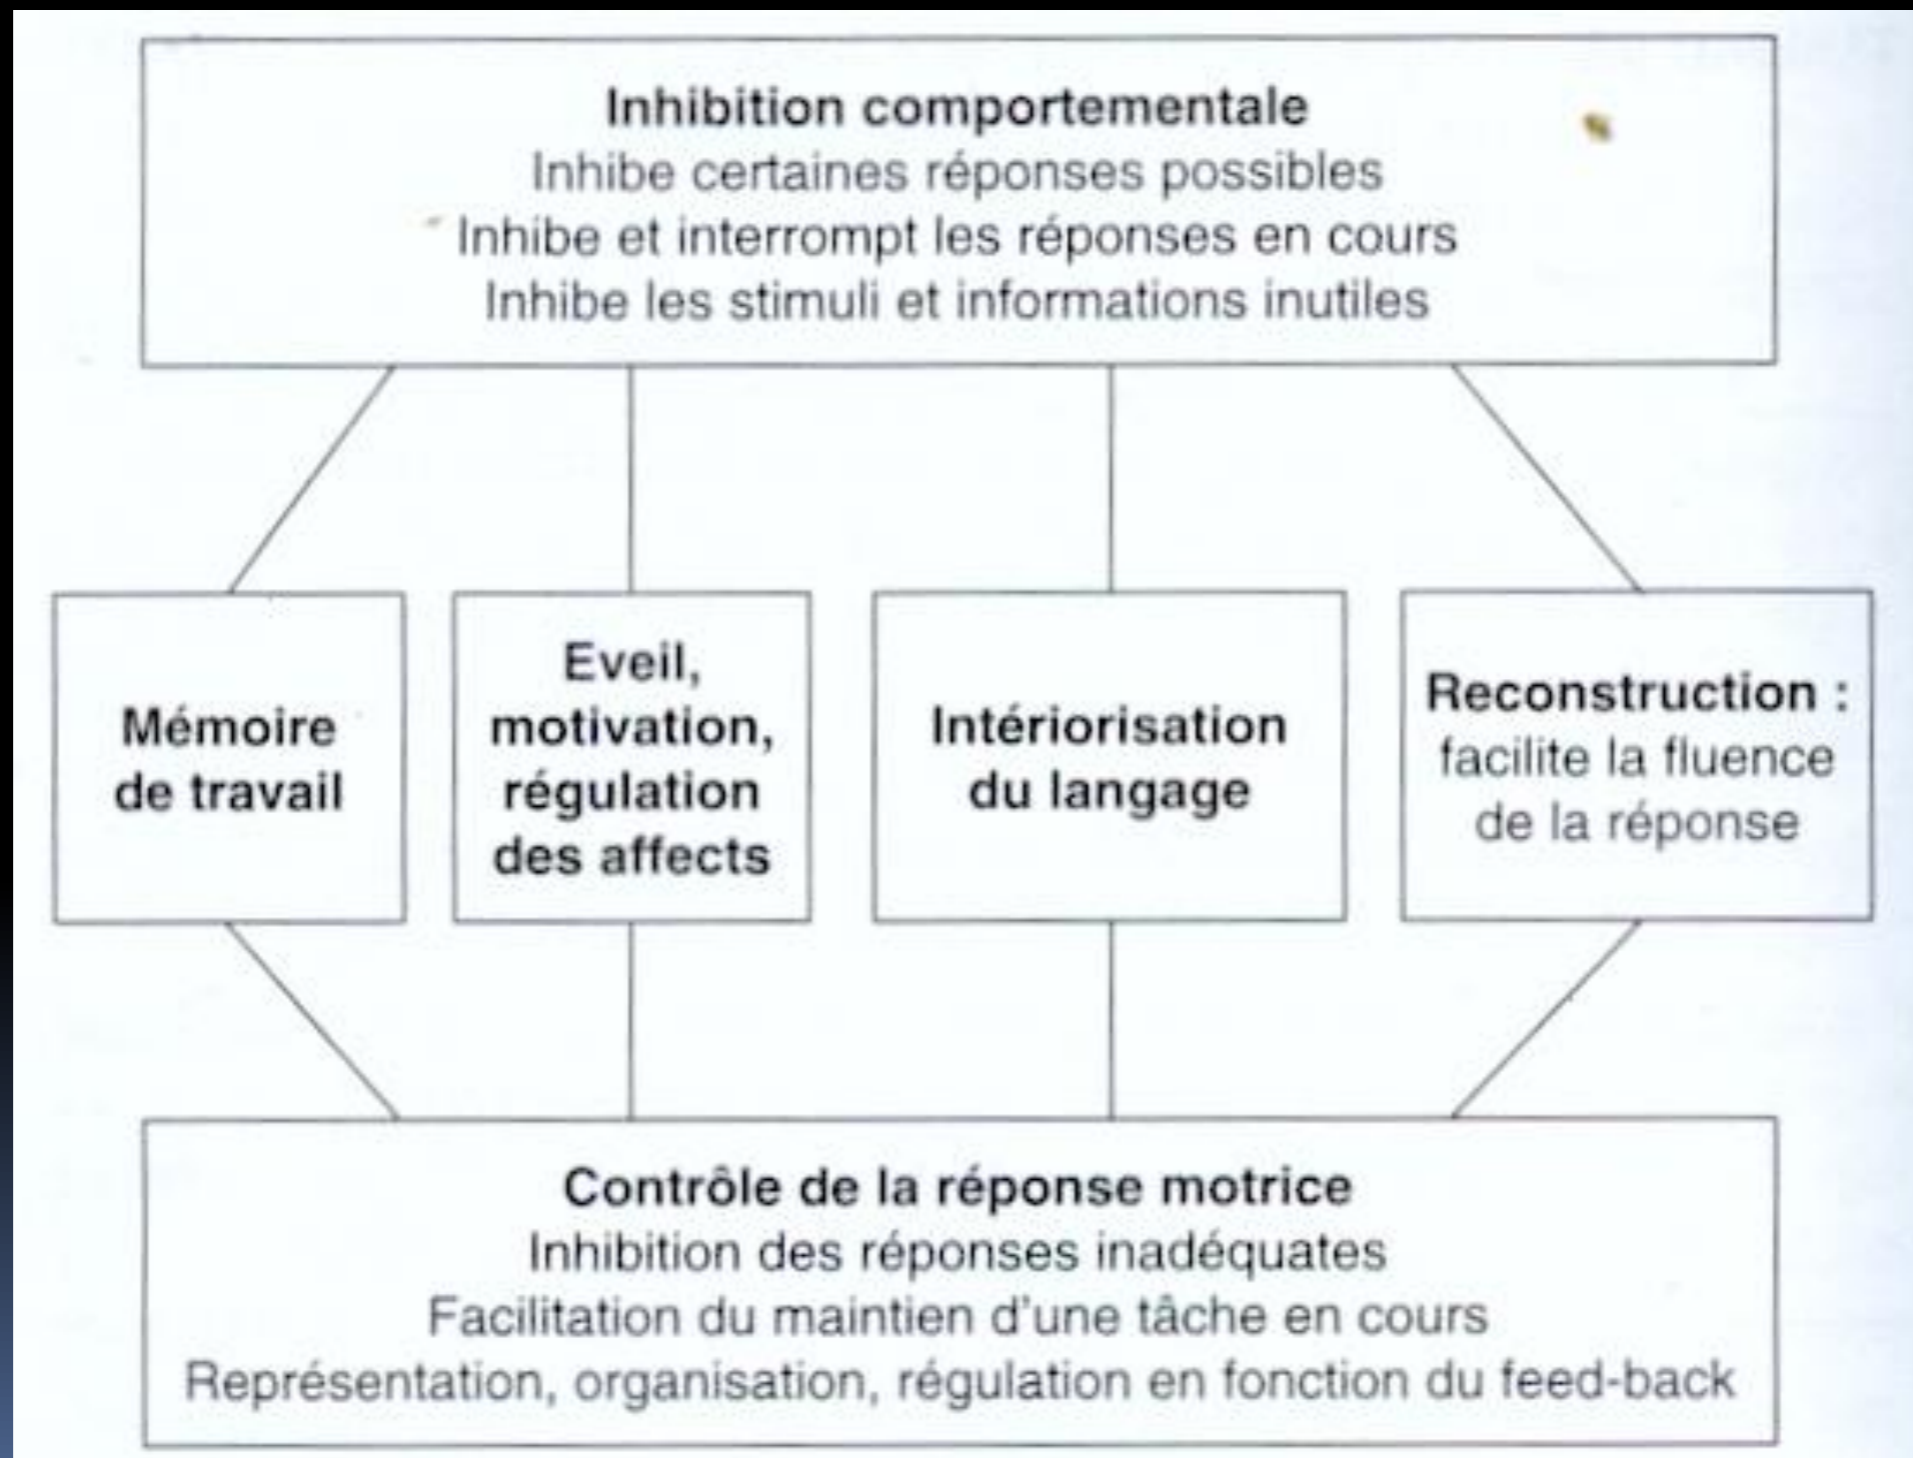 Inhibition comportementale
Inhibe certaines réponses possibles
Inhibe et interrompt les réponses en cours
Inhibe les stimuli et informations inutiles
Mémoire
de travail
Eveil,
motivation,
régulation
des affects
Intériorisation
du langage
Reconstruction :
facilite la fluence
de la réponse
Contrôle de la réponse motrice
Inhibition des réponses inadéquates
Facilitation du maintien d'une tâche en cours
Représentation, organisation, régulation en fonction du feed-back